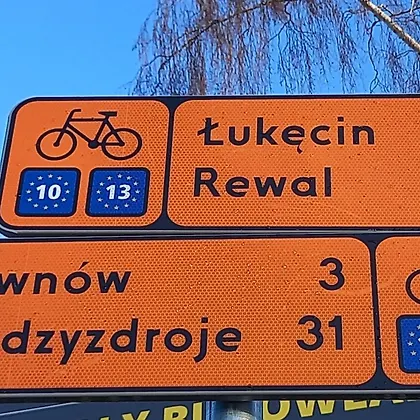 Łukęcin
10 13 Rewal
wnów 3
dzyzdroje 31